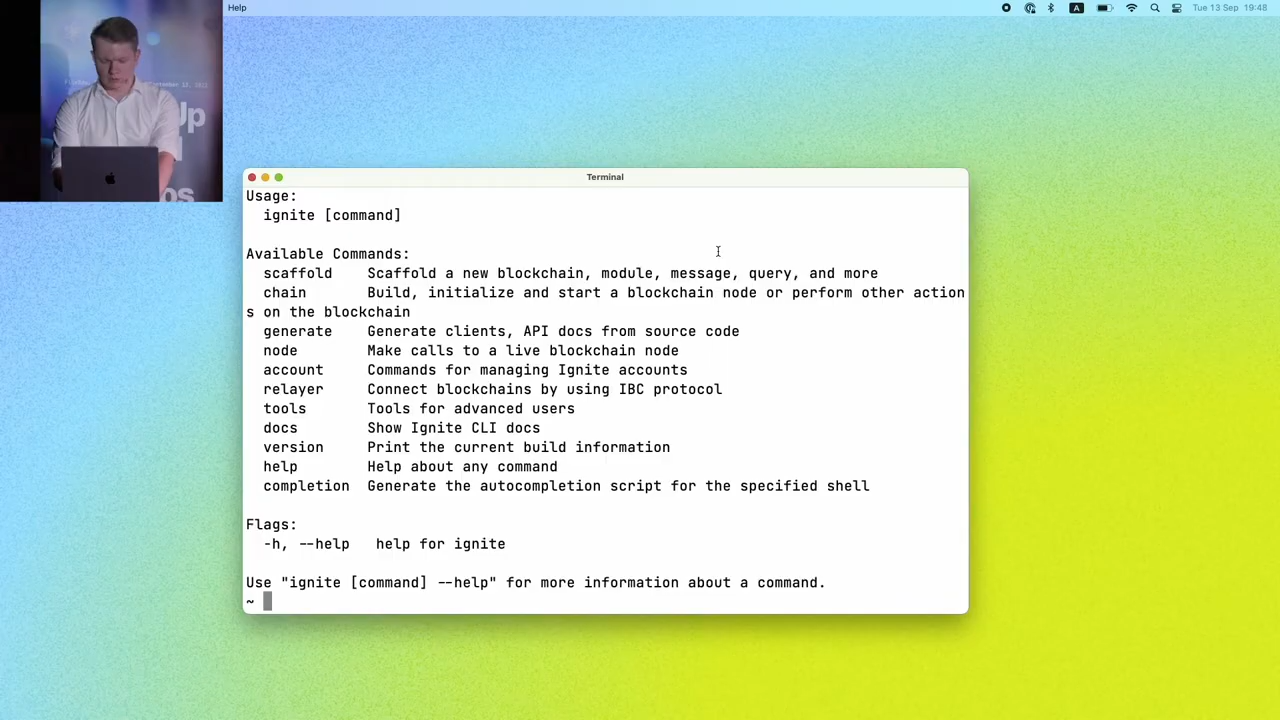 Help
A
Tue 13 Sep 19:48
eptember 12, 2022
Up
os
Terminal
Usage:
ignite [command]
Available Commands:
scaffold Scaffold a new blockchain, module, message, query, and more
chain Build, initialize and start a blockchain node or perform other action
s on the blockchain
generate Generate clients, API docs from source code
node Make calls to a live blockchain node
account Commands for managing Ignite accounts
relayer Connect blockchains by using IBC protocol
tools Tools for advanced users
docs Show Ignite CLI docs
version Print the current build information
help Help about any command
completion Generate the autocompletion script for the specified shell
Flags:
-h, --help help for ignite
Use "ignite [command] --help" for more information about a command.
~